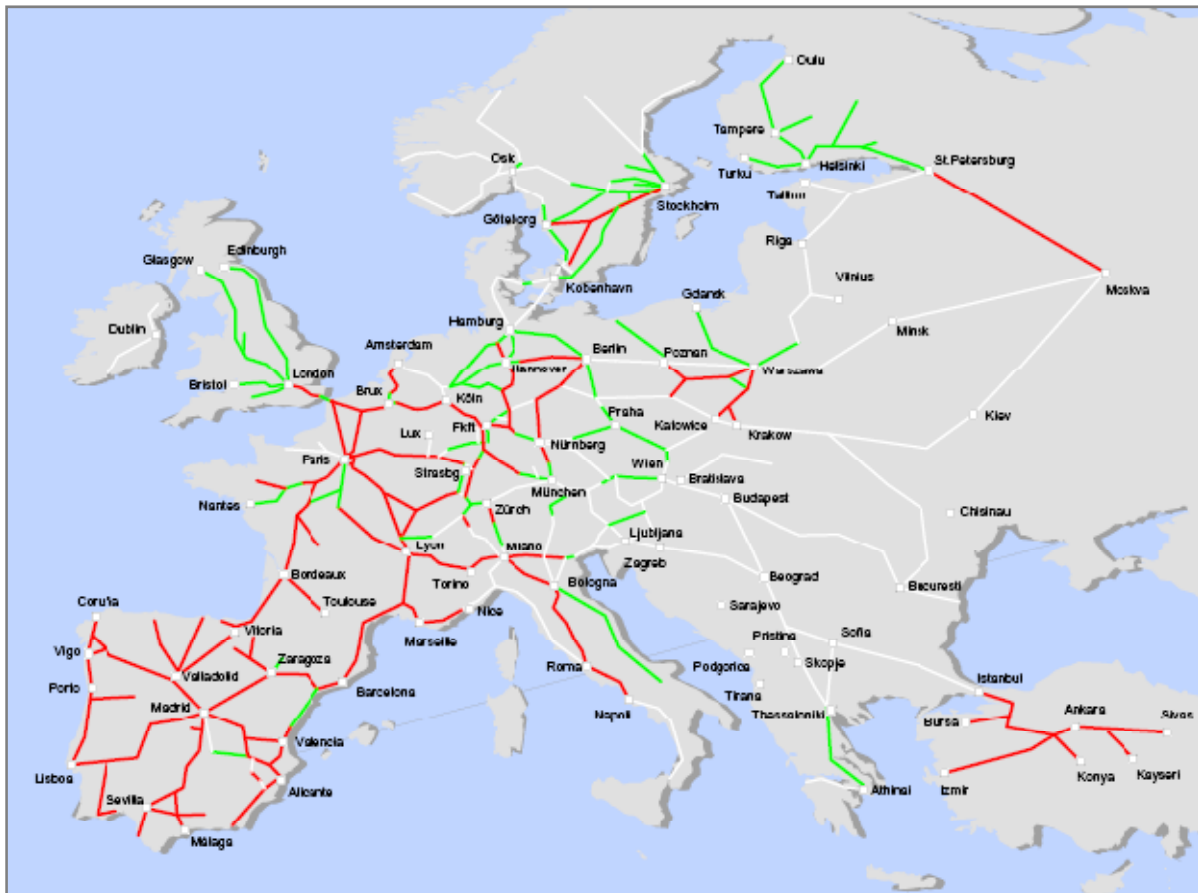 Oulu
Tampere
Oslo
Turku
Helsinki
St.Petersburg
Tallinn
Stockholm
Göteborg
Edinburgh
Glasgow
Riga
Vilnius
Moskva
Kobenhavn
Gdansk
Dublin
Hamburg
Minsk
Amsterdam
Berlin
Poznan
Hannover
Warszawa
London
Bristol
Brux
Köln
Praha
Kiev
Katowice
Krakow
Lux
Fkft
Nürnberg
Paris
Strasbg
Wien
Bratislava
München
Budapest
Nantes
Zürch
Chisinau
Ljubljana
Lyon
Milano
Zagreb
Torino
Bologna
Beograd
Bucuresti
Bordeaux
Coruña
Toulouse
Nice
Sarajevo
Vitoria
Marseille
Pristina
Sofia
Vigo
Zaragoza
Roma
Podgorica
Skopje
Valladolid
Porto
Barcelona
Tirana
Istanbul
Madrid
Napoli
Thessaloniki
Bursa
Ankara
Sivas
Valencia
Lisboa
Konya
Kayseri
Alicante
Izmir
Athinai
Sevilla
Málaga